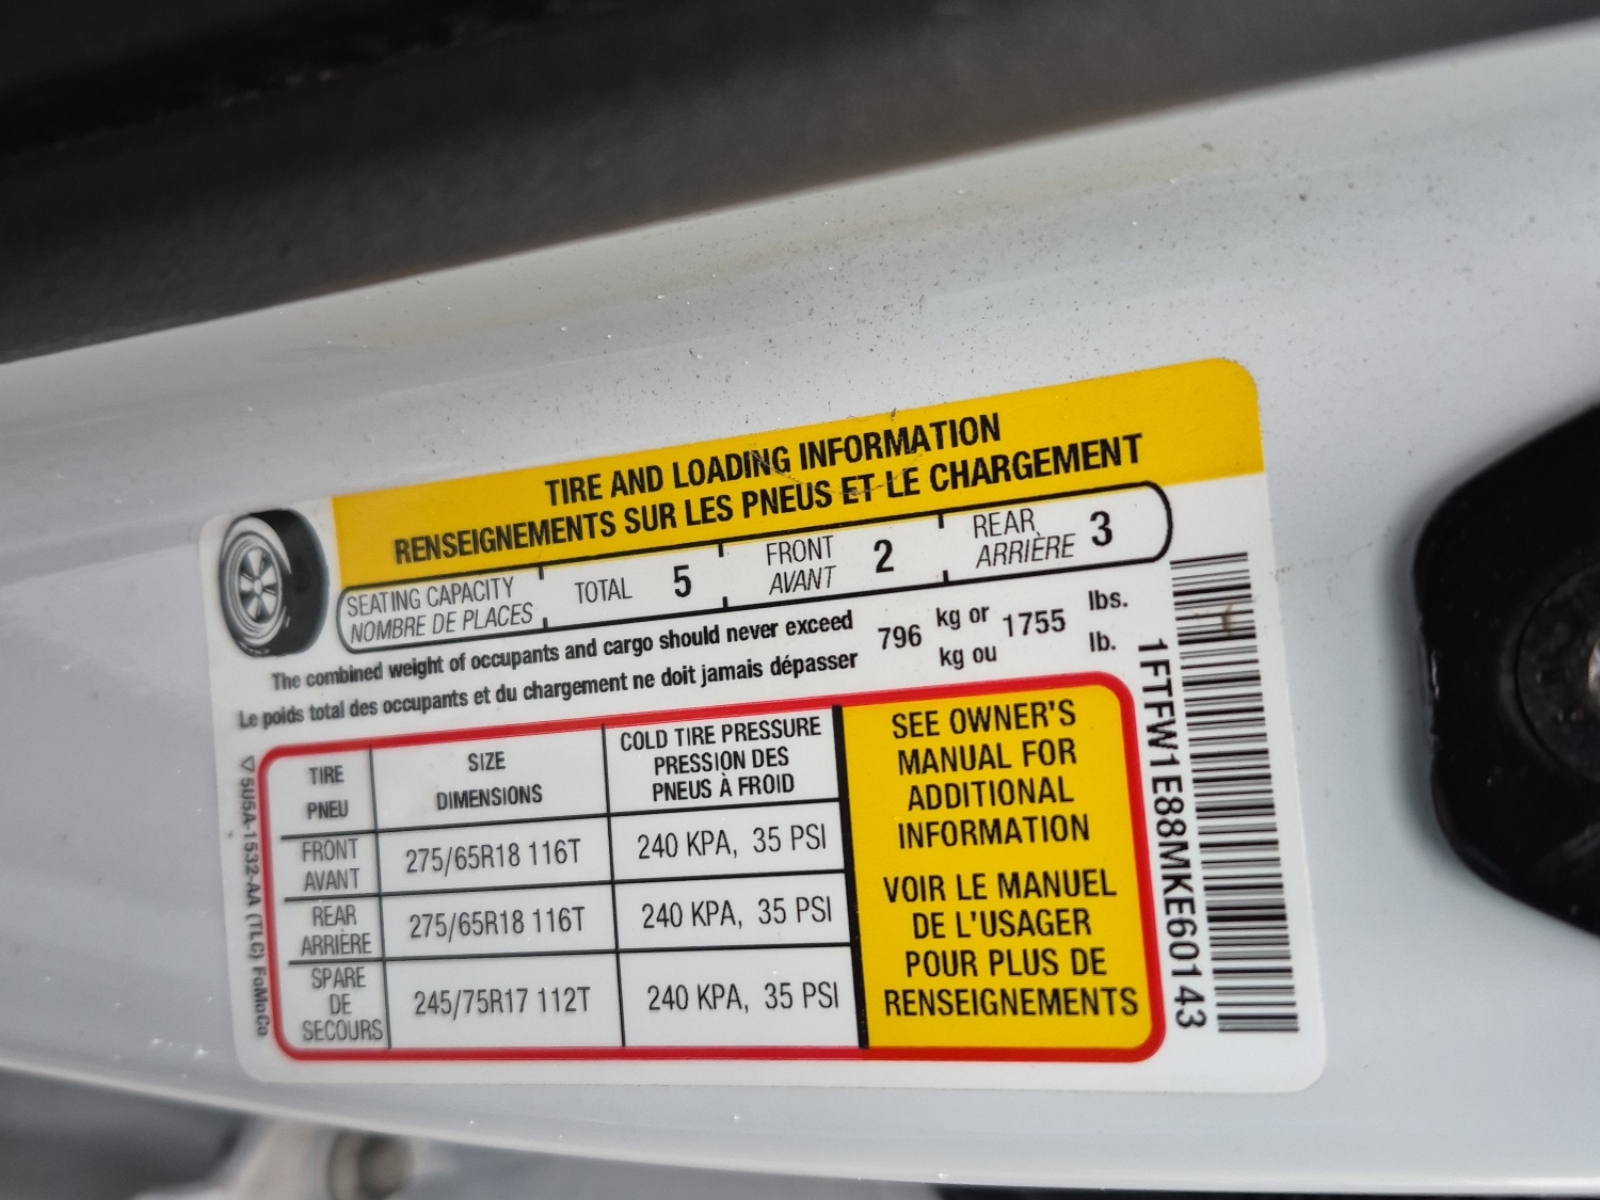 TIRE AND LOADING INFORMATION
RENSEIGNEMENTS SUR LES PNEUS ET LE CHARGEMENT
SEATING CAPACITY
NOMBRE DE PLACES
TOTAL 5
FRONT
AVANT
2
REAR
ARRIÈRE
3
The combined weight of occupants and cargo should never exceed
Le poids total des occupants et du chargement ne doit jamais dépasser
796
kg or
kg ou
1755
lbs.
lb.
TIRE
PNEU
SIZE
DIMENSIONS
COLD TIRE PRESSURE
PRESSION DES
PNEUS À FROID
FRONT
AVANT
275/65R18 116T
240 KPA, 35 PSI
REAR
ARRIÈRE
275/65R18 116T
240 KPA, 35 PSI
SPARE
DE
SECOURS
245/75R17 112T
240 KPA, 35 PSI
SEE OWNER'S
MANUAL FOR
ADDITIONAL
INFORMATION
VOIR LE MANUEL
DE L'USAGER
POUR PLUS DE
RENSEIGNEMENTS
▽5U5A-1532-AA (TLC) FoMoCo
1FTFW1E88MKE60143